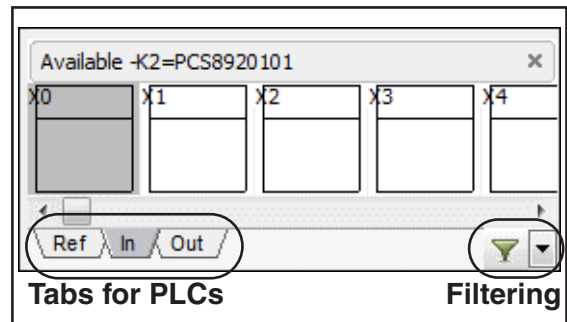 Available -K2=PCS8920101
X0 X1 X2 X3 X4
Ref In Out
Tabs for PLCs Filtering